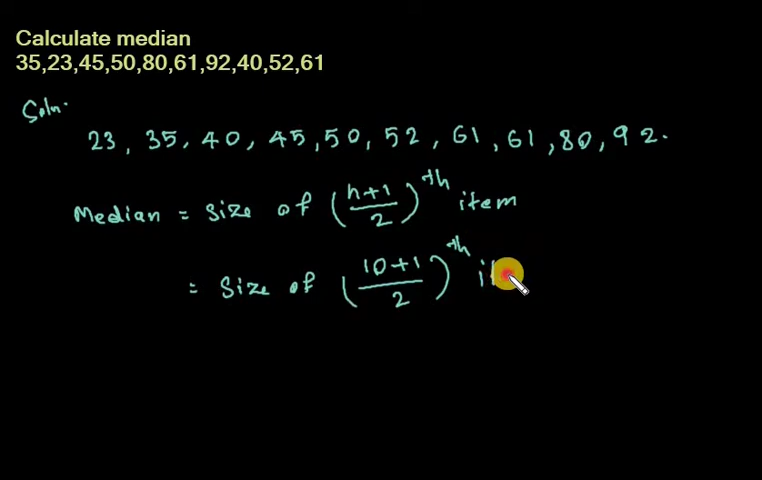 Calculate median
35,23,45,50,80,61,92,40,52,61
Soln.
23, 35, 40, 45, 50, 52, 61, 61, 80, 92.
Median = Size of (n+1/2)^th item
= Size of (10+1/2)^th